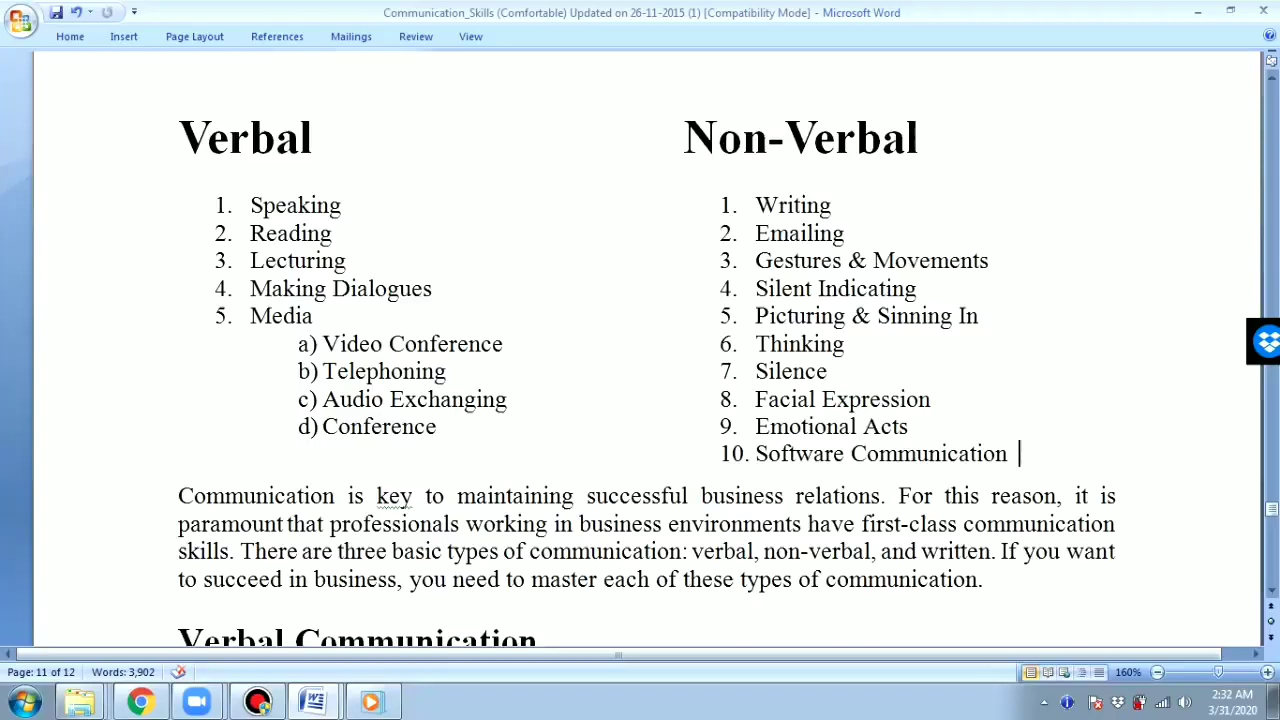 Communication_Skills (Comfortable) Updated on 26-11-2015 (1) [Compatibility Mode] - Microsoft Word
Home Insert Page Layout References Mailings Review View
Verbal
1. Speaking
2. Reading
3. Lecturing
4. Making Dialogues
5. Media
a) Video Conference
b) Telephoning
c) Audio Exchanging
d) Conference
Non-Verbal
1. Writing
2. Emailing
3. Gestures & Movements
4. Silent Indicating
5. Picturing & Sinning In
6. Thinking
7. Silence
8. Facial Expression
9. Emotional Acts
10. Software Communication
Communication is key to maintaining successful business relations. For this reason, it is
paramount that professionals working in business environments have first-class communication
skills. There are three basic types of communication: verbal, non-verbal, and written. If you want
to succeed in business, you need to master each of these types of communication.
Verbal Communication
Page: 11 of 12 Words: 3,902 160%
2:32 AM
3/31/2020